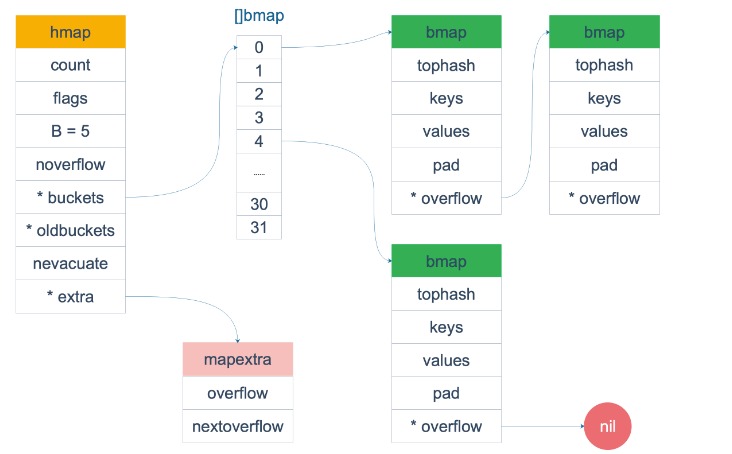 hmap
count
flags
B = 5
noverflow
* buckets
* oldbuckets
nevacuate
* extra
[]bmap
0
1
2
3
4
......
30
31
bmap
tophash
keys
values
pad
* overflow
bmap
tophash
keys
values
pad
* overflow
bmap
tophash
keys
values
pad
* overflow
nil
mapextra
overflow
nextoverflow